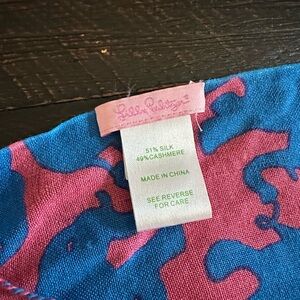 Lilly Pulitzer®
51% SILK
49%CASHMERE
MADE IN CHINA
SEE REVERSE
FOR CARE